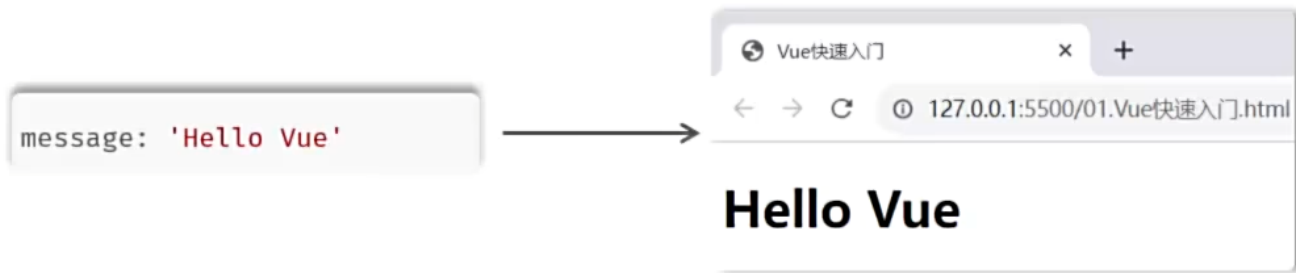 message: 'Hello Vue'
Vue快速入门
127.0.0.1:5500/01.Vue快速入门.html
Hello Vue